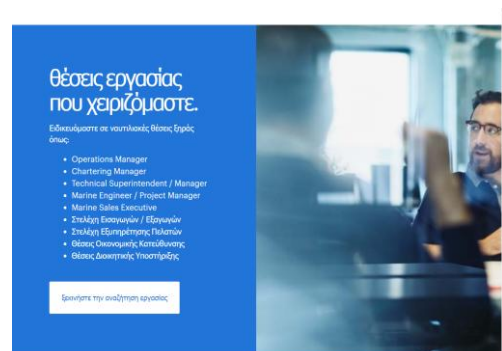 θέσεις εργασίας
που χειριζόμαστε.
Ειδικευόμαστε σε ναυτιλιακές θέσεις ξηράς
όπως:
• Operations Manager
• Chartering Manager
• Technical Superintendent / Manager
• Marine Engineer / Project Manager
• Marine Sales Executive
• Στελέχη Εισαγωγών / Εξαγωγών
• Στελέχη Εξυπηρέτησης Πελατών
• Θέσεις Οικονομικής Κατεύθυνσης
• Θέσεις Διοικητικής Υποστήριξης
ξεκινήστε την αναζήτηση εργασίας